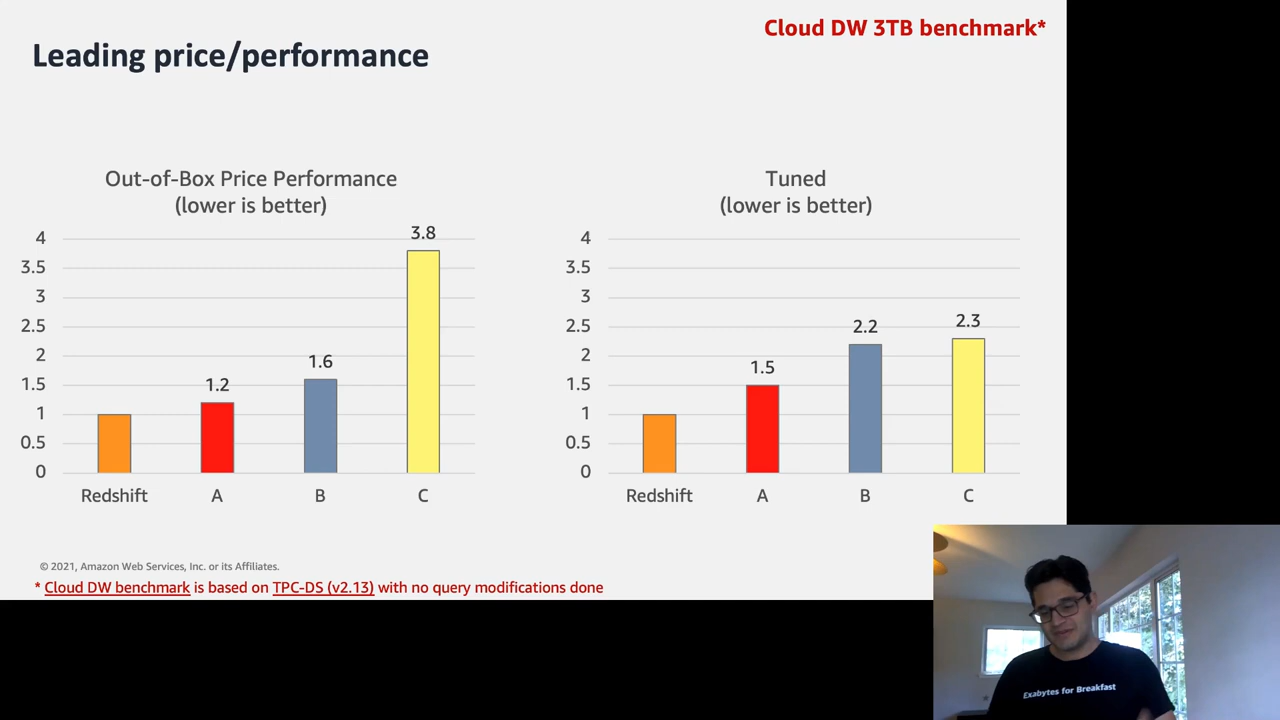 Cloud DW 3TB benchmark*
Leading price/performance
Out-of-Box Price Performance
(lower is better)
4
3.5
3
2.5
2
1.5
1
0.5
0
1.2
1.6
3.8
Redshift
A
B
C
Tuned
(lower is better)
4
3.5
3
2.5
2
1.5
1
0.5
0
1.5
2.2
2.3
Redshift
A
B
C
© 2021, Amazon Web Services, Inc. or its Affiliates.
* Cloud DW benchmark is based on TPC-DS (v2.13) with no query modifications done
Exabytes for Breakfast